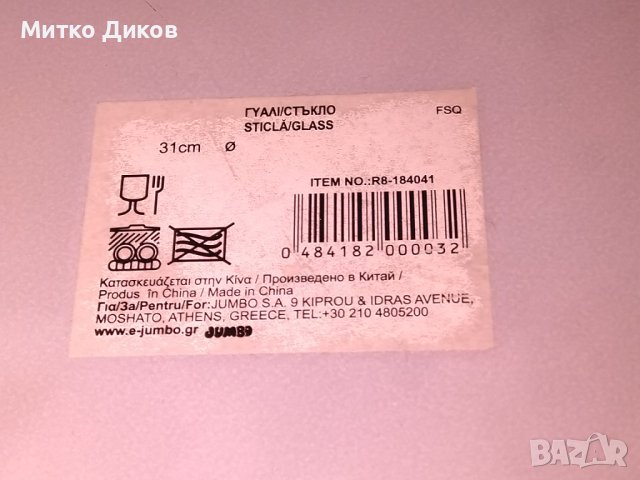 Митко Диков
ΓΥΑΛΙ/СТЪКЛО FSQ
STICLĂ/GLASS
31cm Ø
ITEM NO.:R8-184041
0 484182 000032
Κατασκευάζεται στην Κίνα / Произведено в Китай /
Produs în China / Made in China
Για/За/Pentru/For: JUMBO S.A. 9 KIPROU & IDRAS AVENUE,
MOSHATO, ATHENS, GREECE, TEL:+30 210 4805200
www.e-jumbo.gr JUMBO
BAZAR